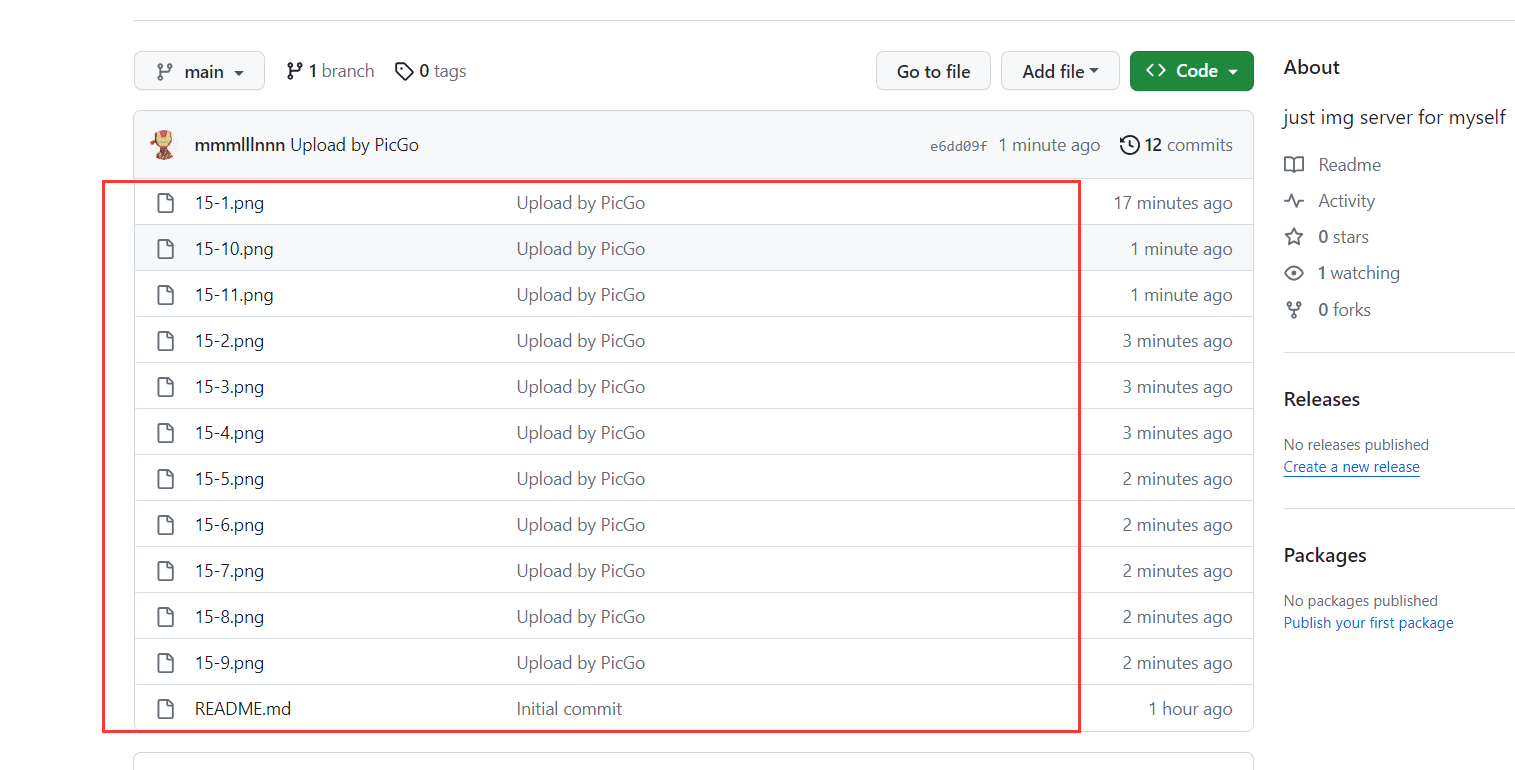 main 1 branch 0 tags Go to file Add file Code
mmmlllnnn Upload by PicGo e6dd09f 1 minute ago 12 commits
15-1.png Upload by PicGo 17 minutes ago
15-10.png Upload by PicGo 1 minute ago
15-11.png Upload by PicGo 1 minute ago
15-2.png Upload by PicGo 3 minutes ago
15-3.png Upload by PicGo 3 minutes ago
15-4.png Upload by PicGo 3 minutes ago
15-5.png Upload by PicGo 2 minutes ago
15-6.png Upload by PicGo 2 minutes ago
15-7.png Upload by PicGo 2 minutes ago
15-8.png Upload by PicGo 2 minutes ago
15-9.png Upload by PicGo 2 minutes ago
README.md Initial commit 1 hour ago
About
just img server for myself
Readme
Activity
0 stars
1 watching
0 forks
Releases
No releases published
Create a new release
Packages
No packages published
Publish your first package